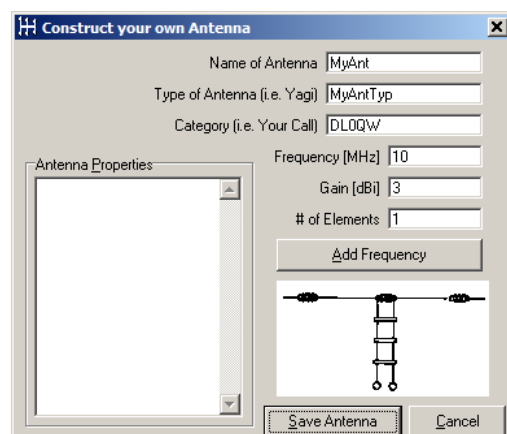 Construct your own Antenna
Name of Antenna MyAnt
Type of Antenna (i.e. Yagi) MyAntTyp
Category (i.e. Your Call) DL0QW
Antenna Properties
Frequency [MHz] 10
Gain [dBi] 3
# of Elements 1
Add Frequency
Save Antenna Cancel